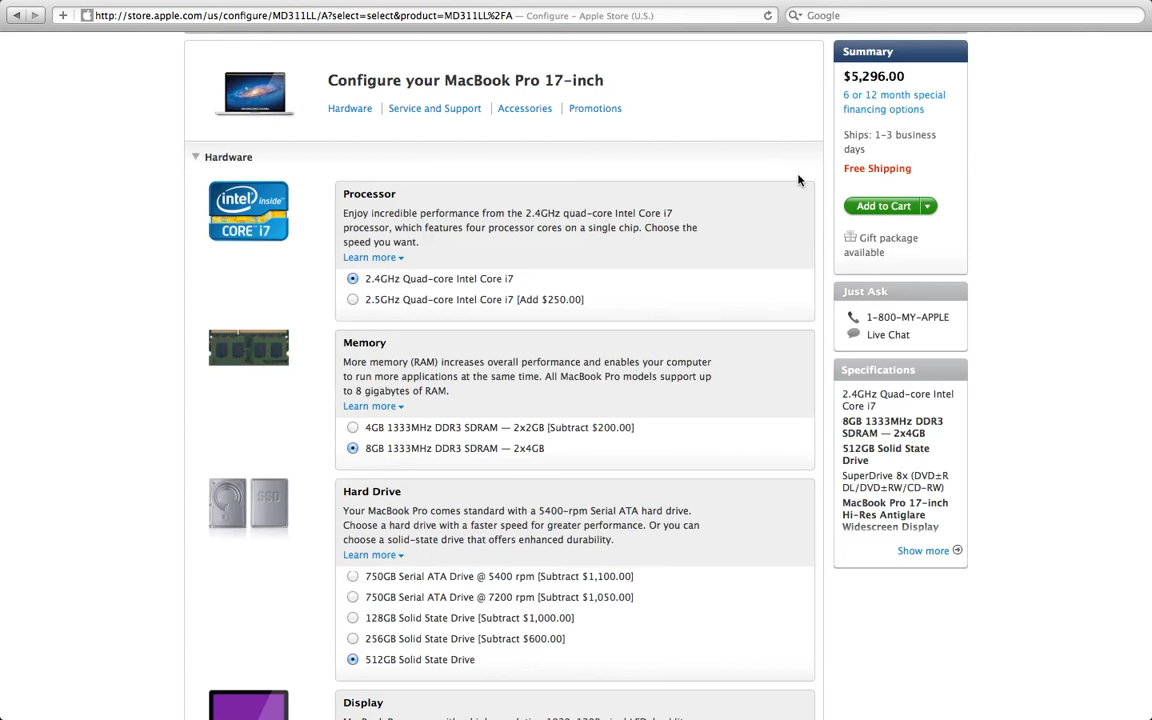 http://store.apple.com/us/configure/MD311LL/A?select=select&product=MD311LL%2FA — Configure – Apple Store (U.S.)
Google
Configure your MacBook Pro 17-inch
Hardware | Service and Support | Accessories | Promotions
Hardware
intel inside™
CORE™ i7
Processor
Enjoy incredible performance from the 2.4GHz quad-core Intel Core i7
processor, which features four processor cores on a single chip. Choose the
speed you want.
Learn more
2.4GHz Quad-core Intel Core i7
2.5GHz Quad-core Intel Core i7 [Add $250.00]
Memory
More memory (RAM) increases overall performance and enables your computer
to run more applications at the same time. All MacBook Pro models support up
to 8 gigabytes of RAM.
Learn more
4GB 1333MHz DDR3 SDRAM — 2x2GB [Subtract $200.00]
8GB 1333MHz DDR3 SDRAM — 2x4GB
SSD
Hard Drive
Your MacBook Pro comes standard with a 5400-rpm Serial ATA hard drive.
Choose a hard drive with a faster speed for greater performance. Or you can
choose a solid-state drive that offers enhanced durability.
Learn more
750GB Serial ATA Drive @ 5400 rpm [Subtract $1,100.00]
750GB Serial ATA Drive @ 7200 rpm [Subtract $1,050.00]
128GB Solid State Drive [Subtract $1,000.00]
256GB Solid State Drive [Subtract $600.00]
512GB Solid State Drive
Display
Summary
$5,296.00
6 or 12 month special
financing options
Ships: 1–3 business
days
Free Shipping
Add to Cart
Gift package
available
Just Ask
1-800-MY-APPLE
Live Chat
Specifications
2.4GHz Quad-core Intel
Core i7
8GB 1333MHz DDR3
SDRAM — 2x4GB
512GB Solid State
Drive
SuperDrive 8x (DVD±R
DL/DVD±RW/CD-RW)
MacBook Pro 17-inch
Hi-Res Antiglare
Widescreen Display
Show more